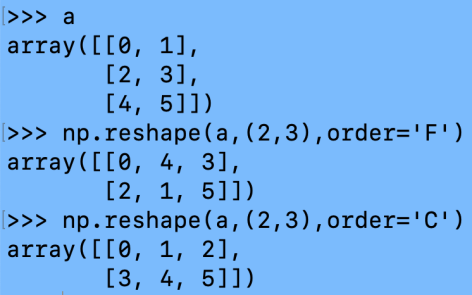 >>> a
array([[0, 1],
       [2, 3],
       [4, 5]])
>>> np.reshape(a,(2,3),order='F')
array([[0, 4, 3],
       [2, 1, 5]])
>>> np.reshape(a,(2,3),order='C')
array([[0, 1, 2],
       [3, 4, 5]])